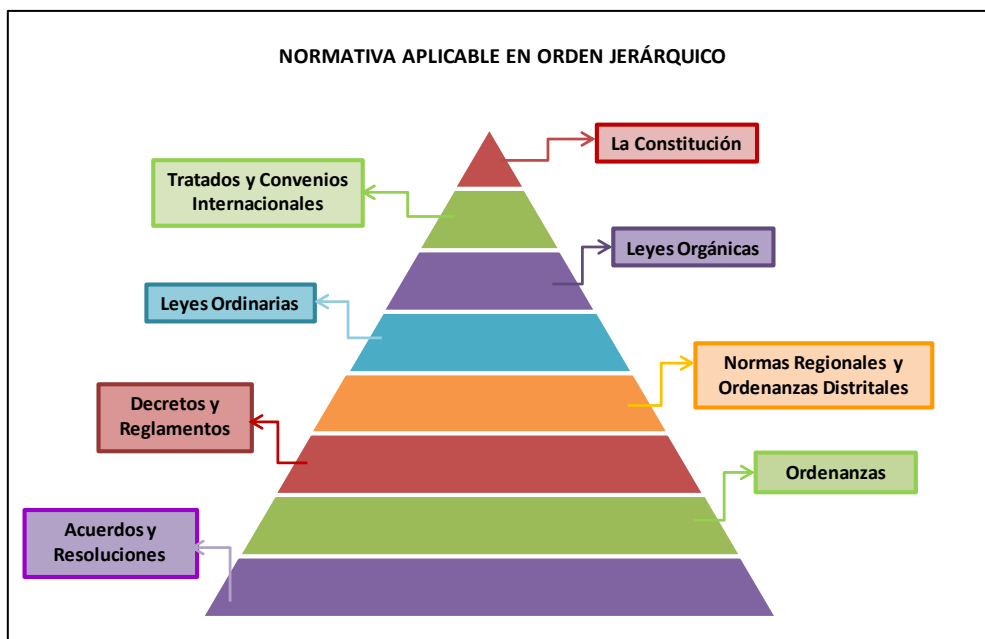 NORMATIVA APLICABLE EN ORDEN JERÁRQUICO
La Constitución
Tratados y Convenios
Internacionales
Leyes Orgánicas
Leyes Ordinarias
Normas Regionales y
Ordenanzas Distritales
Decretos y
Reglamentos
Ordenanzas
Acuerdos y
Resoluciones